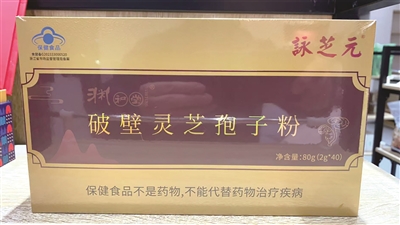 保健食品
詠芝元
破壁灵芝孢子粉
净含量:80g(2g*40)
保健食品不是药物,不能代替药物治疗疾病